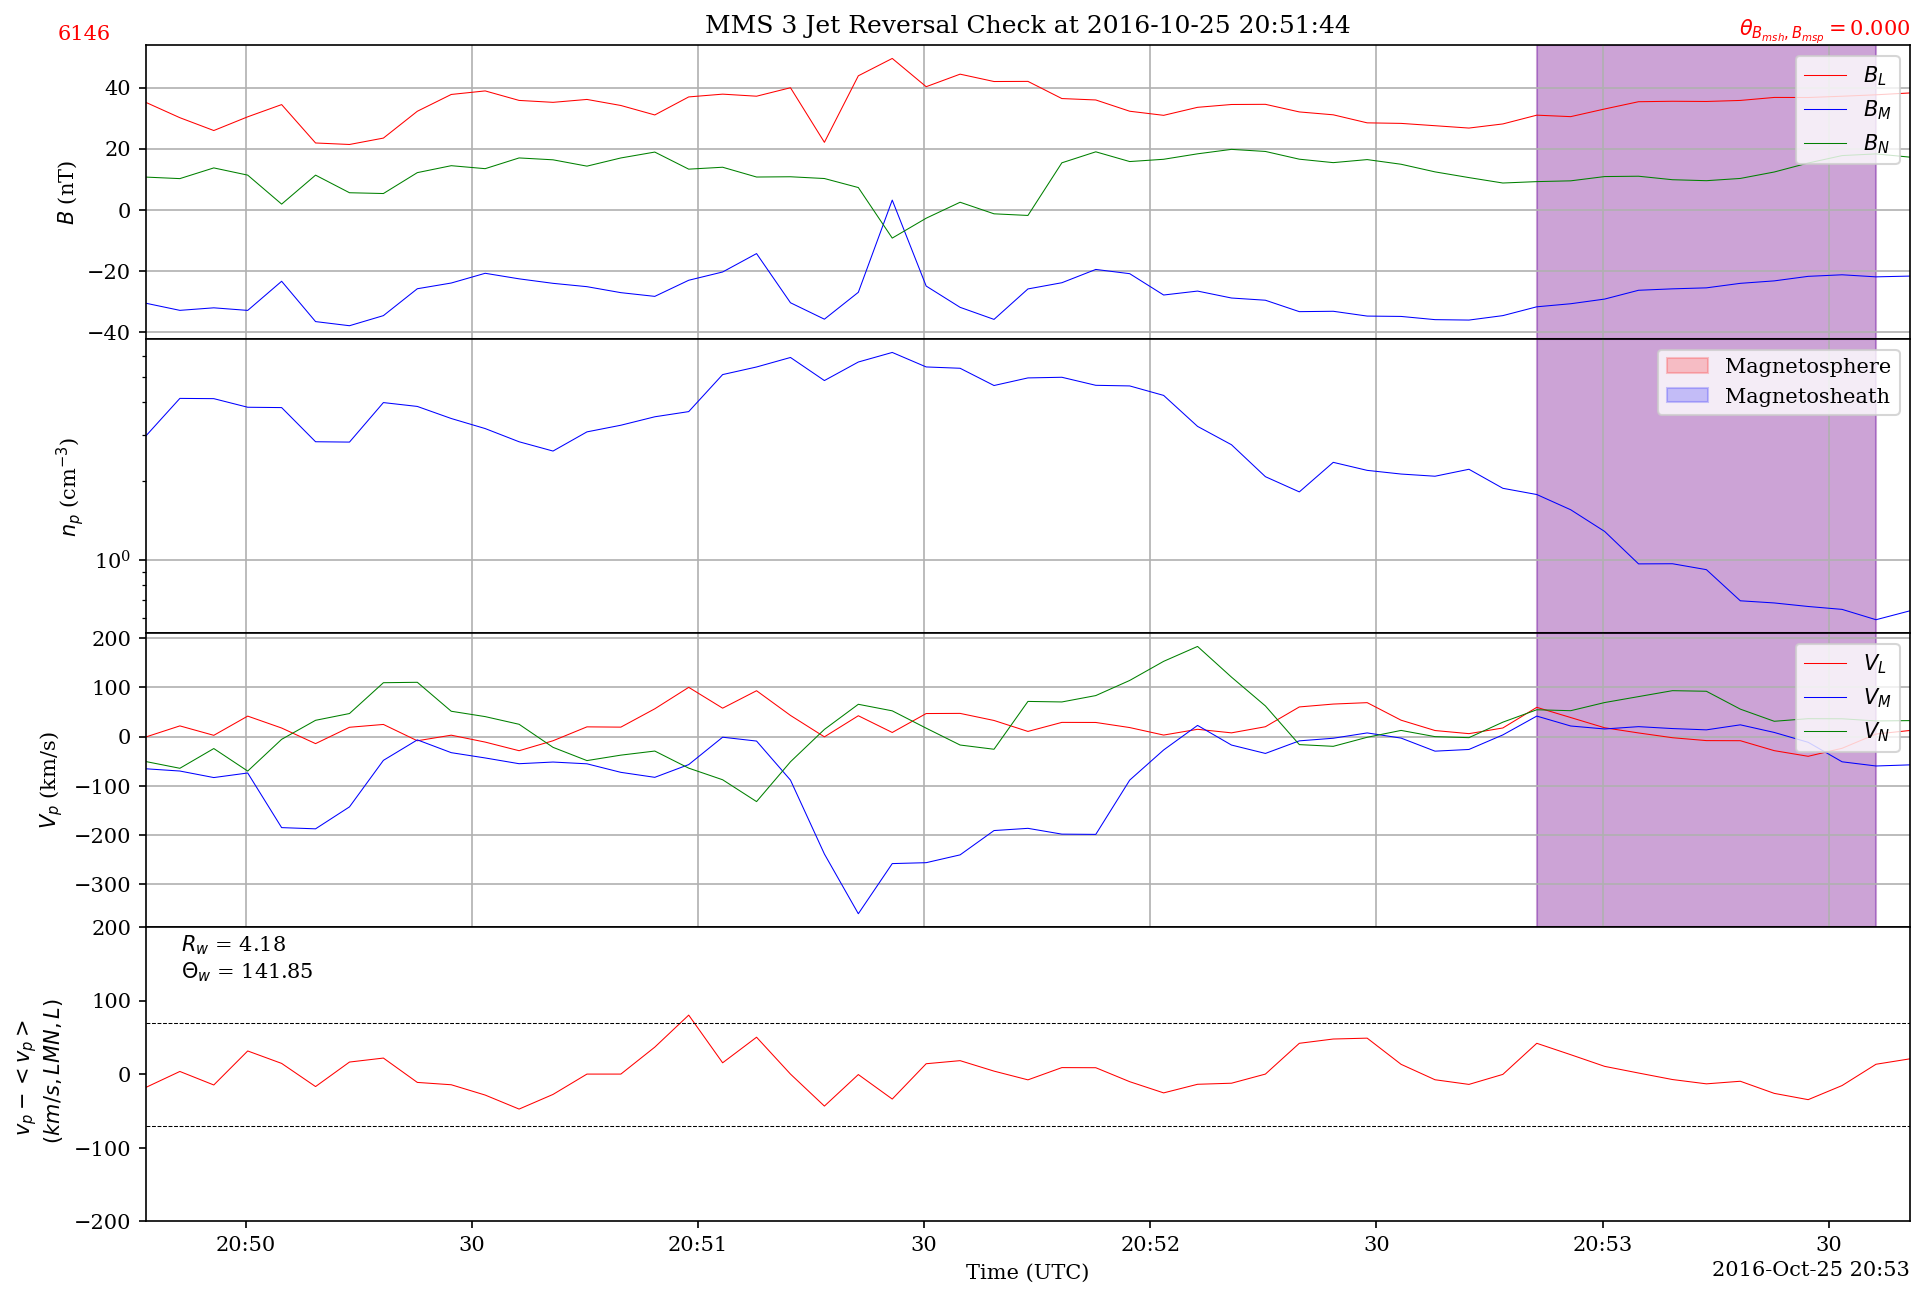 MMS 3 Jet Reversal Check at 2016-10-25 20:51:44
6146
θ_{B_{msh}, B_{msp}} = 0.000
40
20
0
−20
−40
B (nT)
B_L
B_M
B_N
10⁰
n_p (cm⁻³)
Magnetosphere
Magnetosheath
200
100
0
−100
−200
−300
V_p (km/s)
V_L
V_M
V_N
200
100
0
−100
−200
v_p − < v_p >
(km/s, LMN, L)
R_w = 4.18
Θ_w = 141.85
20:50
30
20:51
30
20:52
30
20:53
30
Time (UTC)
2016-Oct-25 20:53